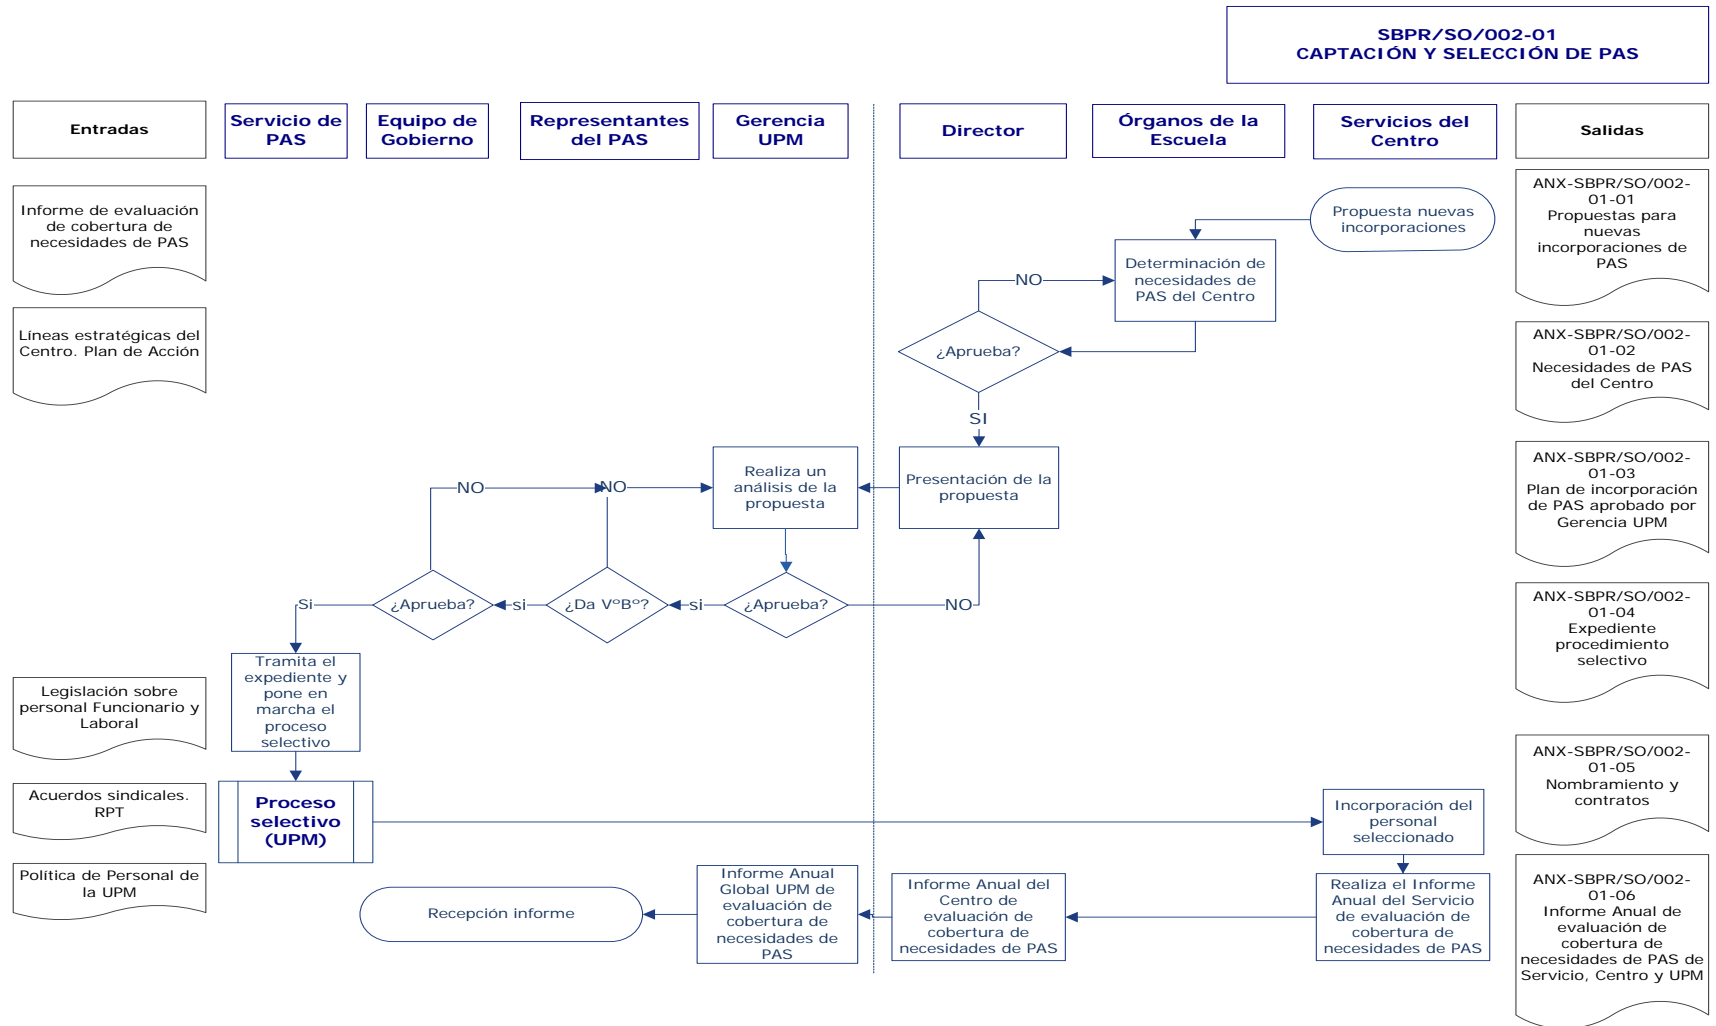 SBPR/SO/002-01
CAPTACIÓN Y SELECCIÓN DE PAS
Entradas
Servicio de
PAS
Equipo de
Gobierno
Representantes
del PAS
Gerencia
UPM
Director
Órganos de la
Escuela
Servicios del
Centro
Salidas
Informe de evaluación
de cobertura de
necesidades de PAS
Líneas estratégicas del
Centro. Plan de Acción
Legislación sobre
personal Funcionario y
Laboral
Acuerdos sindicales.
RPT
Política de Personal de
la UPM
Propuesta nuevas
incorporaciones
Determinación de
necesidades de
PAS del Centro
NO
¿Aprueba?
SI
Presentación de la
propuesta
Realiza un
análisis de la
propuesta
NO
NO
¿Aprueba?
NO
si
¿Da VºBº?
si
¿Aprueba?
Si
Tramita el
expediente y
pone en
marcha el
proceso
selectivo
Proceso
selectivo
(UPM)
Incorporación del
personal
seleccionado
Realiza el Informe
Anual del Servicio
de evaluación de
cobertura de
necesidades de PAS
Informe Anual del
Centro de
evaluación de
cobertura de
necesidades de PAS
Informe Anual
Global UPM de
evaluación de
cobertura de
necesidades de
PAS
Recepción informe
ANX-SBPR/SO/002-
01-01
Propuestas para
nuevas
incorporaciones de
PAS
ANX-SBPR/SO/002-
01-02
Necesidades de PAS
del Centro
ANX-SBPR/SO/002-
01-03
Plan de incorporación
de PAS aprobado por
Gerencia UPM
ANX-SBPR/SO/002-
01-04
Expediente
procedimiento
selectivo
ANX-SBPR/SO/002-
01-05
Nombramiento y
contratos
ANX-SBPR/SO/002-
01-06
Informe Anual de
evaluación de
cobertura de
necesidades de PAS de
Servicio, Centro y UPM